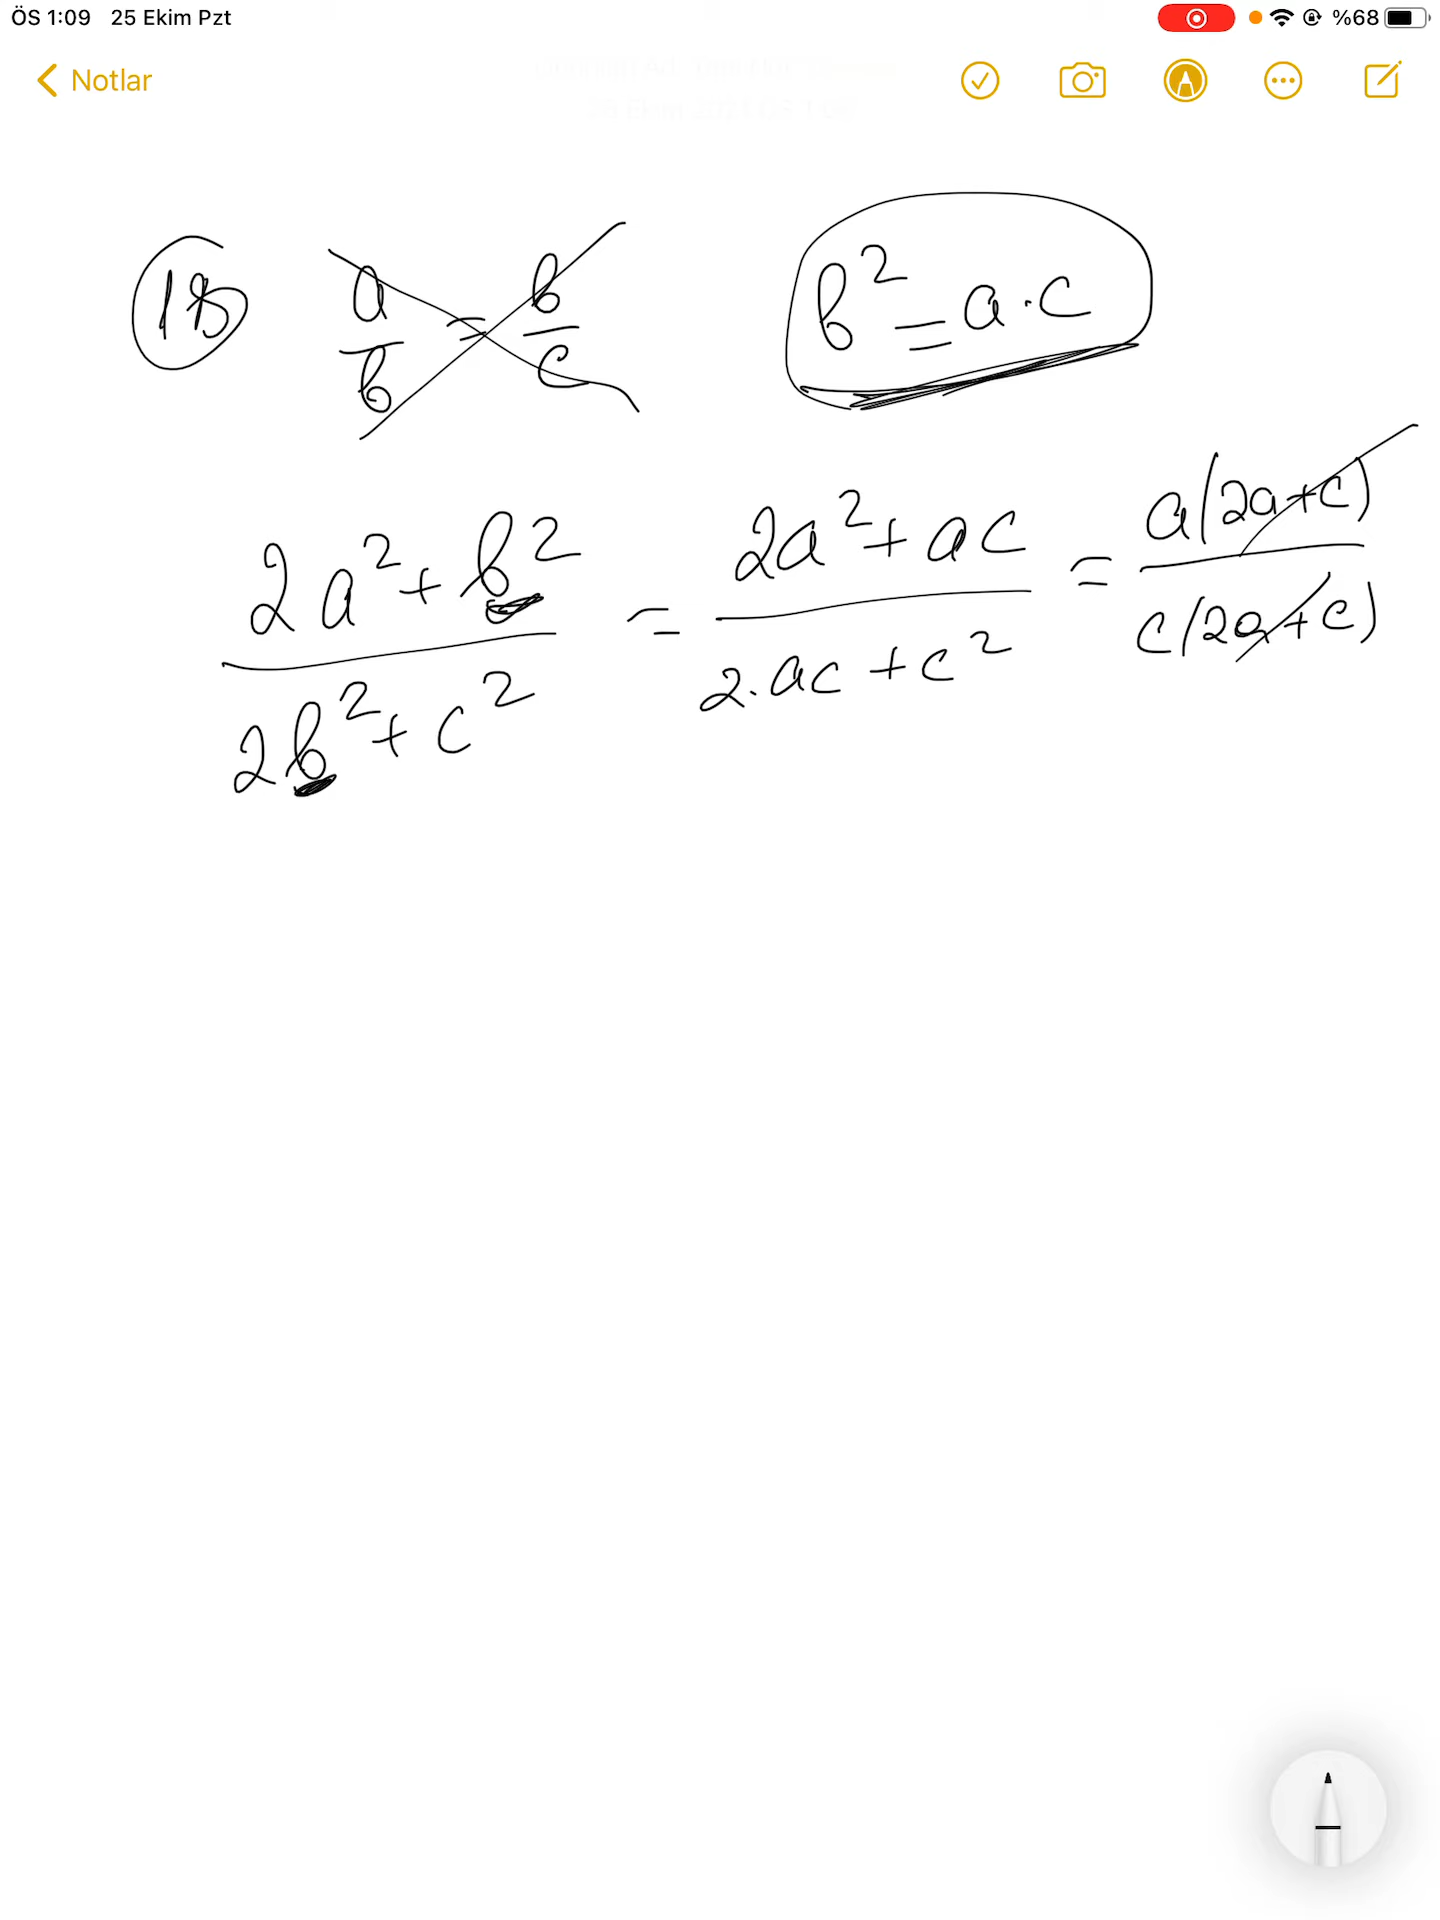 ÖS 1:09 25 Ekim Pzt %68
Notlar
a/b = b/c
b² = a·c
(2a² + b²)/(2b² + c²) = (2a² + ac)/(2·ac + c²) = a(2a+c)/c(2a+c)